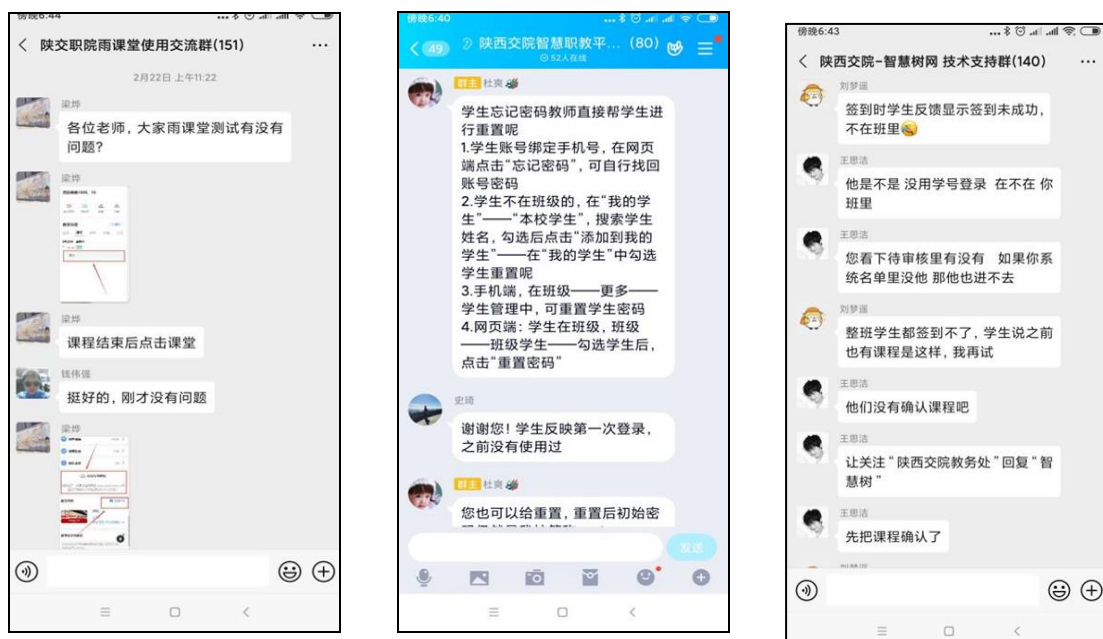 傍晚6:44
陕交职院雨课堂使用交流群(151)
2月22日 上午11:22
梁烨
各位老师，大家雨课堂测试有没有
问题？
梁烨
梁烨
课程结束后点击课堂
钱伟强
挺好的，刚才没有问题
梁烨
傍晚6:40
49
陕西交院智慧职教平... (80)
52人在线
群主 杜爽
学生忘记密码教师直接帮学生进
行重置呢
1.学生账号绑定手机号，在网页
端点击“忘记密码”，可自行找回
账号密码
2.学生不在班级的，在“我的学
生”——“本校学生”，搜索学生
姓名，勾选后点击“添加到我的
学生”——在“我的学生”中勾选
学生重置呢
3.手机端，在班级——更多——
学生管理中，可重置学生密码
4.网页端：学生在班级，班级
——班级学生——勾选学生后，
点击“重置密码”
史琦
谢谢您！学生反映第一次登录，
之前没有使用过
群主 杜爽
您也可以给重置，重置后初始密
发送
傍晚6:43
陕西交院-智慧树网 技术支持群(140)
刘梦遥
签到时学生反馈显示签到未成功，
不在班里😂
王思洁
他是不是 没用学号登录 在不在 你
班里
王思洁
您看下待审核里有没有 如果你系
统名单里没他 那他也进不去
刘梦遥
整班学生都签到不了，学生说之前
也有课程是这样，我再试
王思洁
他们没有确认课程吧
王思洁
让关注“陕西交院教务处”回复“智
慧树”
王思洁
先把课程确认了
刘梦遥